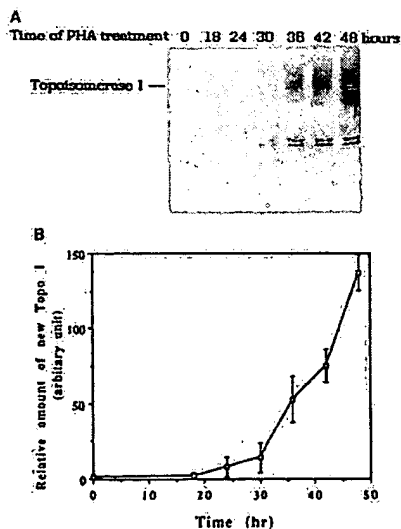 A
Time of PHA treatment 0 18 24 30 36 42 48 hours
Topoisomerase I
B
Relative amount of new Topo I
(arbitary unit)
150
100
50
0
0 10 20 30 40 50
Time (hr)